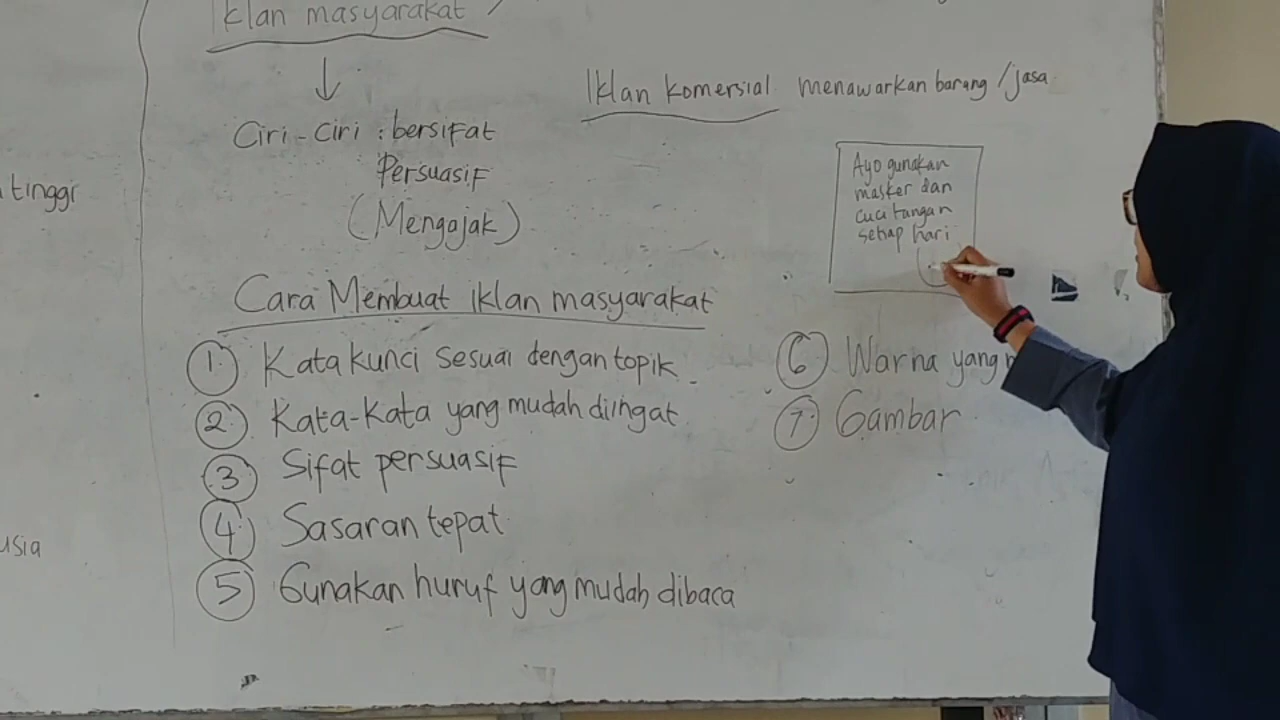 Iklan masyarakat
Iklan komersial menawarkan barang / jasa
Ciri - Ciri : bersifat
Persuasif
(Mengajak)
tinggi
Ayo gunakan
masker dan
cuci tangan
setiap hari
Cara Membuat iklan masyarakat
1. Kata kunci sesuai dengan topik
2. Kata-Kata yang mudah diingat
3. Sifat persuasif
4. Sasaran tepat
5. Gunakan huruf yang mudah dibaca
6 Warna yang
7. Gambar
usia